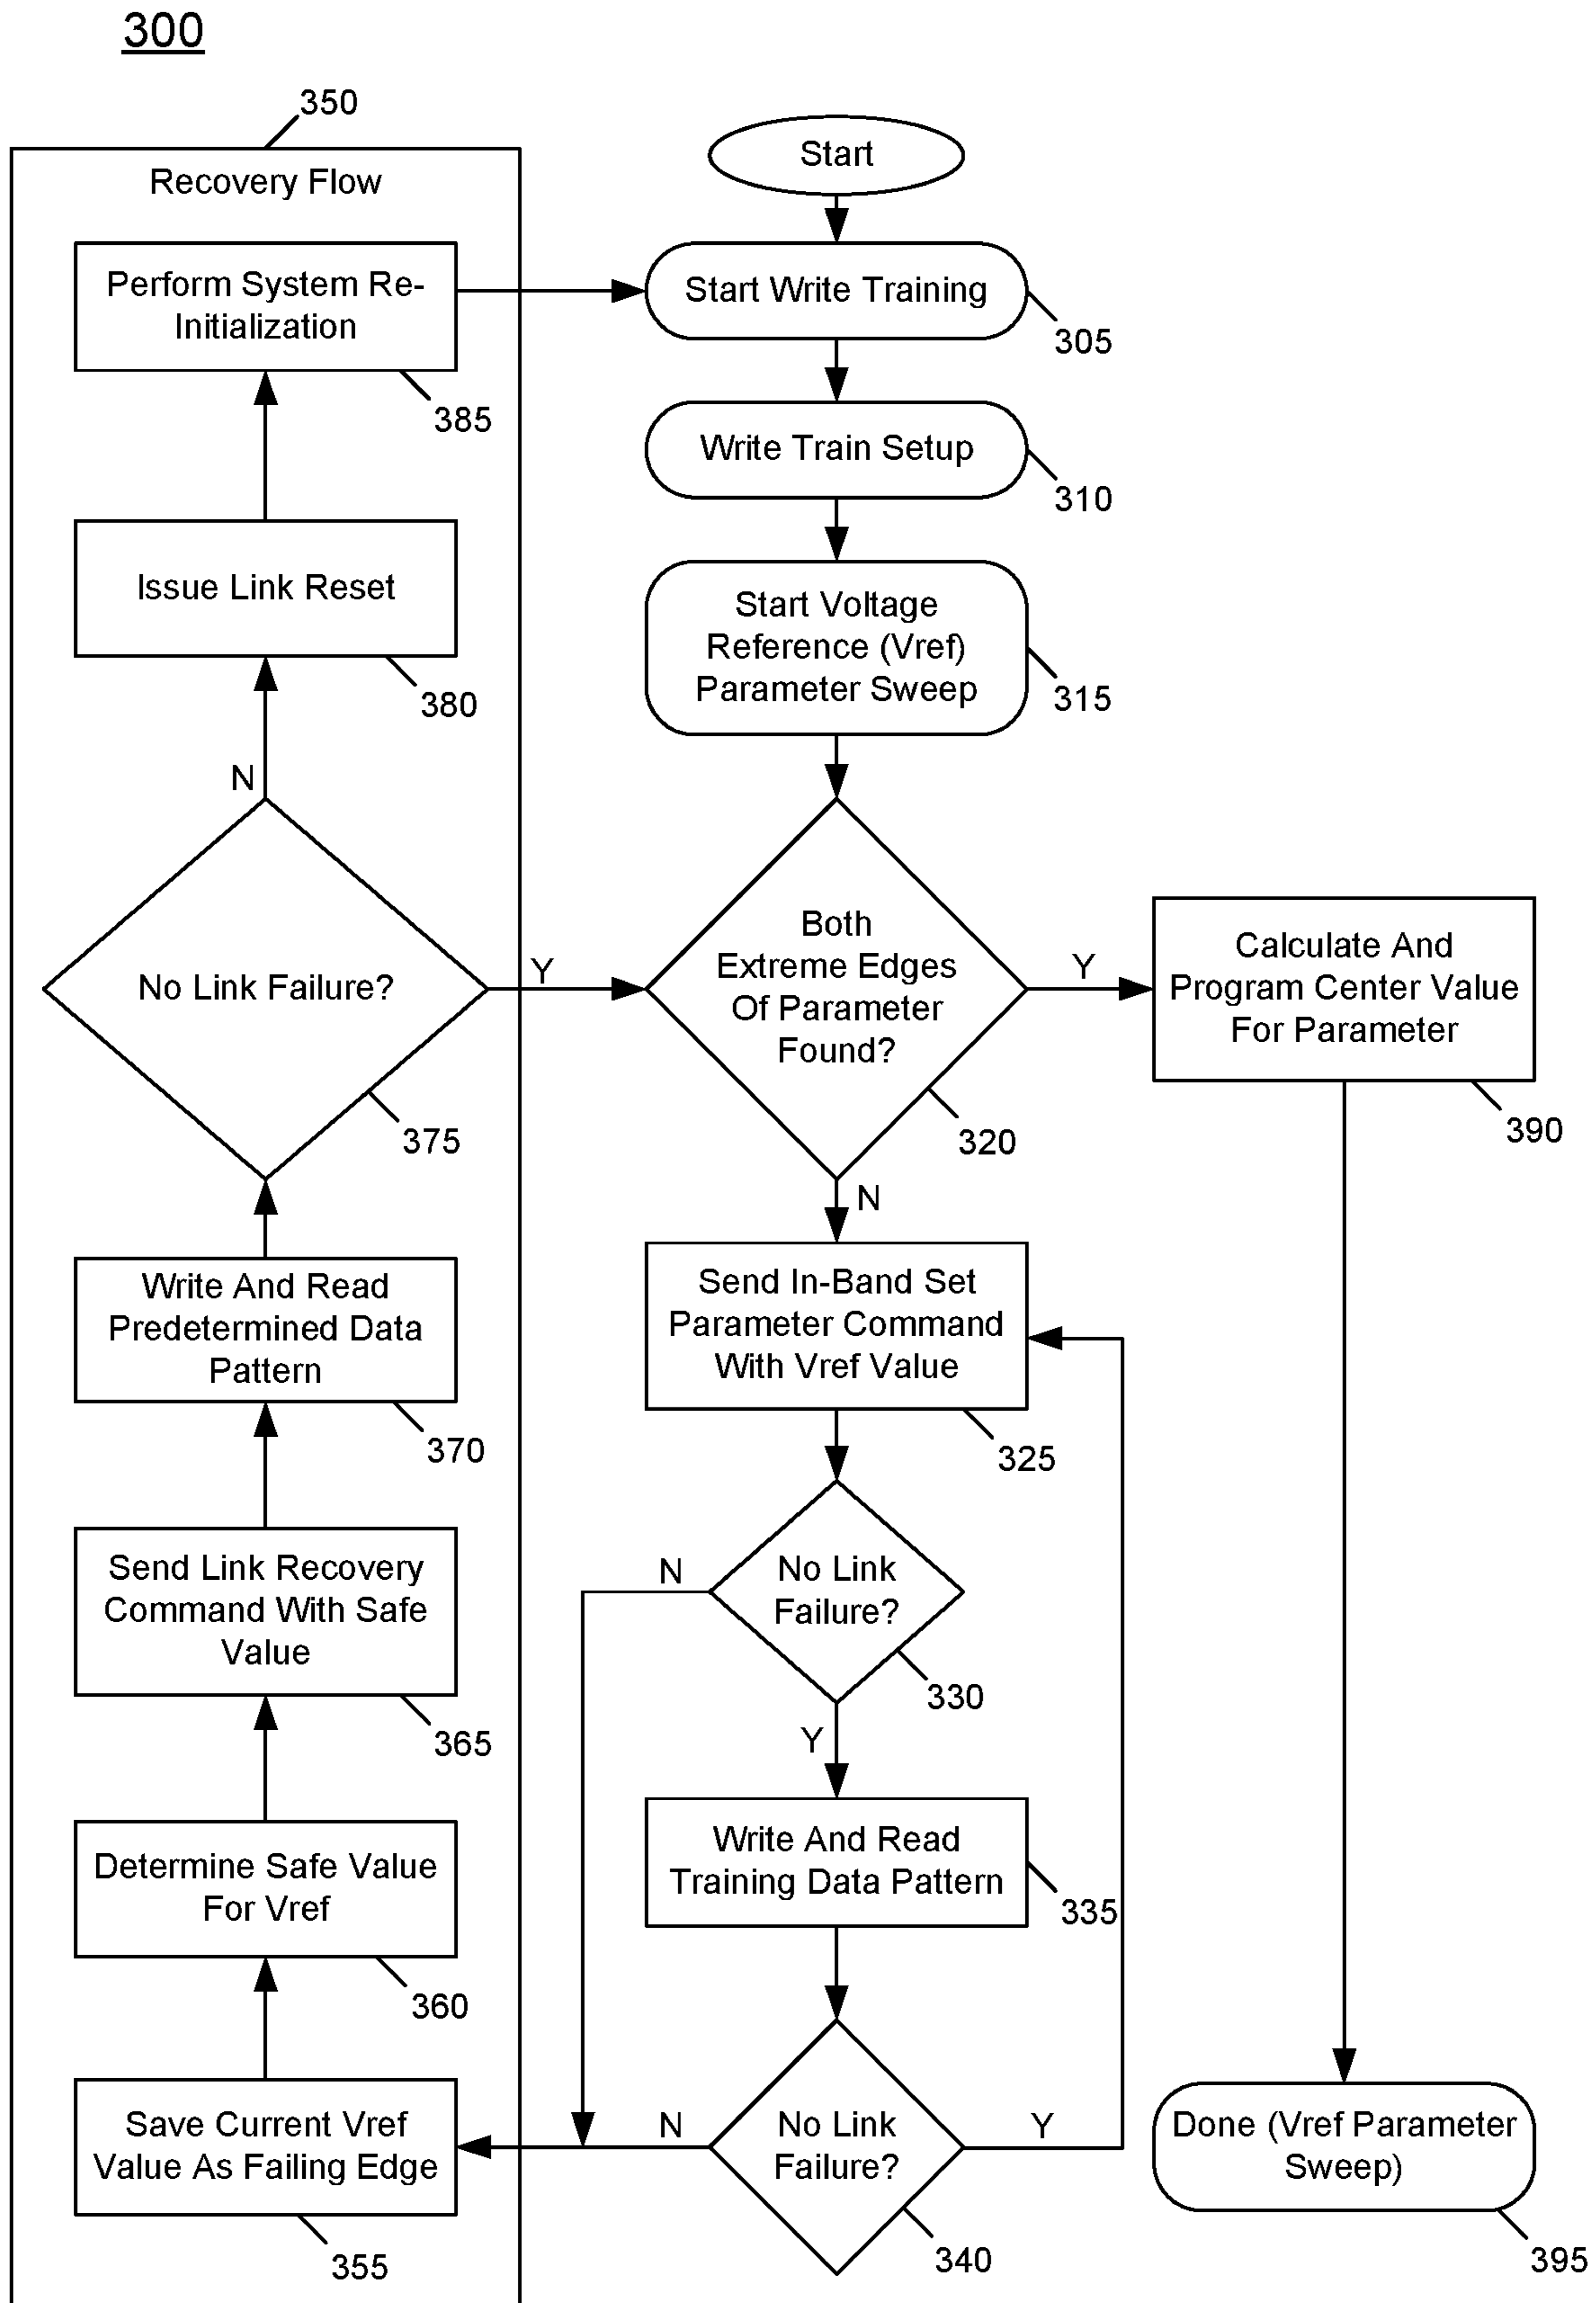 300
350
Recovery Flow
Perform System Re-
Initialization
385
Issue Link Reset
380
N
No Link Failure?
Y
375
Write And Read
Predetermined Data
Pattern
370
Send Link Recovery
Command With Safe
Value
365
Determine Safe Value
For Vref
360
Save Current Vref
Value As Failing Edge
355
Start
Start Write Training
305
Write Train Setup
310
Start Voltage
Reference (Vref)
Parameter Sweep
315
Both
Extreme Edges
Of Parameter
Found?
Y
320
N
Send In-Band Set
Parameter Command
With Vref Value
325
No Link
Failure?
N
330
Y
Write And Read
Training Data Pattern
335
No Link
Failure?
N
Y
340
Calculate And
Program Center Value
For Parameter
390
Done (Vref Parameter
Sweep)
395